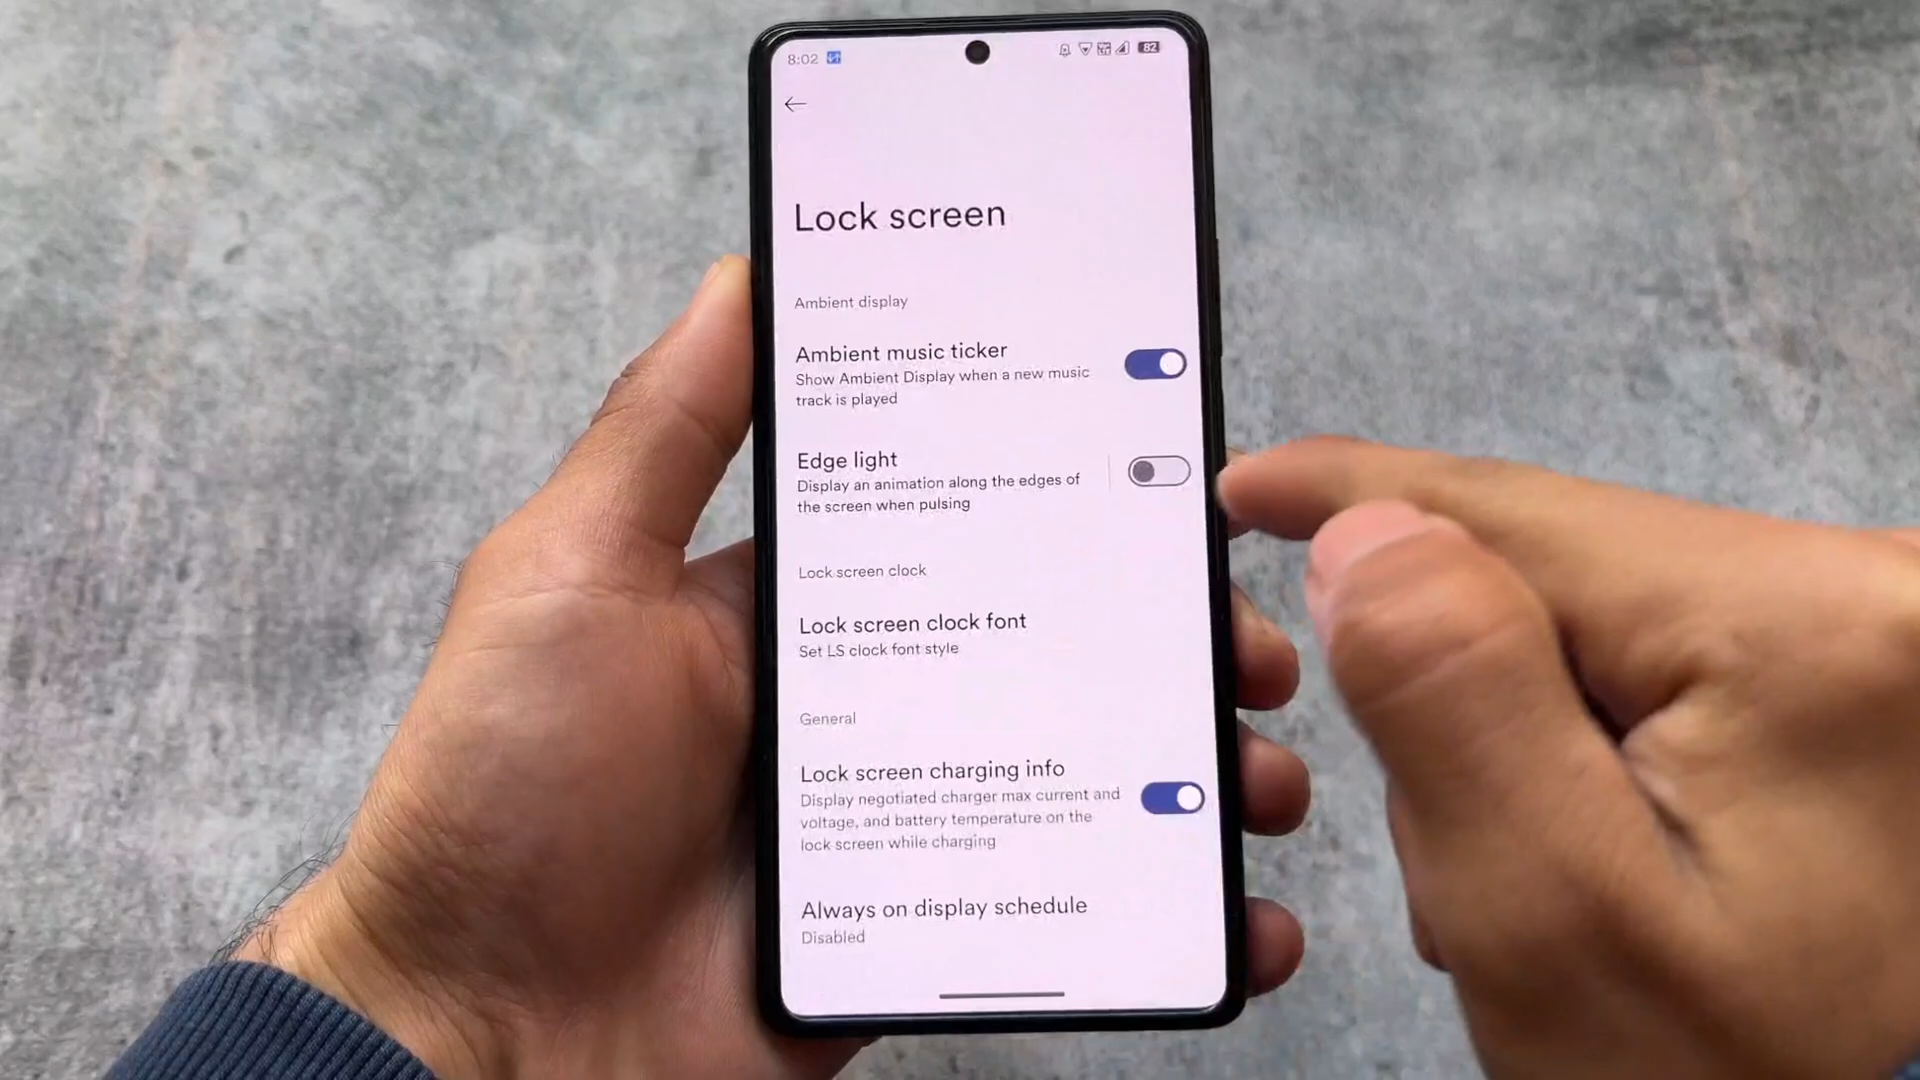 8:02
82
Lock screen
Ambient display
Ambient music ticker
Show Ambient Display when a new music
track is played
Edge light
Display an animation along the edges of
the screen when pulsing
Lock screen clock
Lock screen clock font
Set LS clock font style
General
Lock screen charging info
Display negotiated charger max current and
voltage, and battery temperature on the
lock screen while charging
Always on display schedule
Disabled